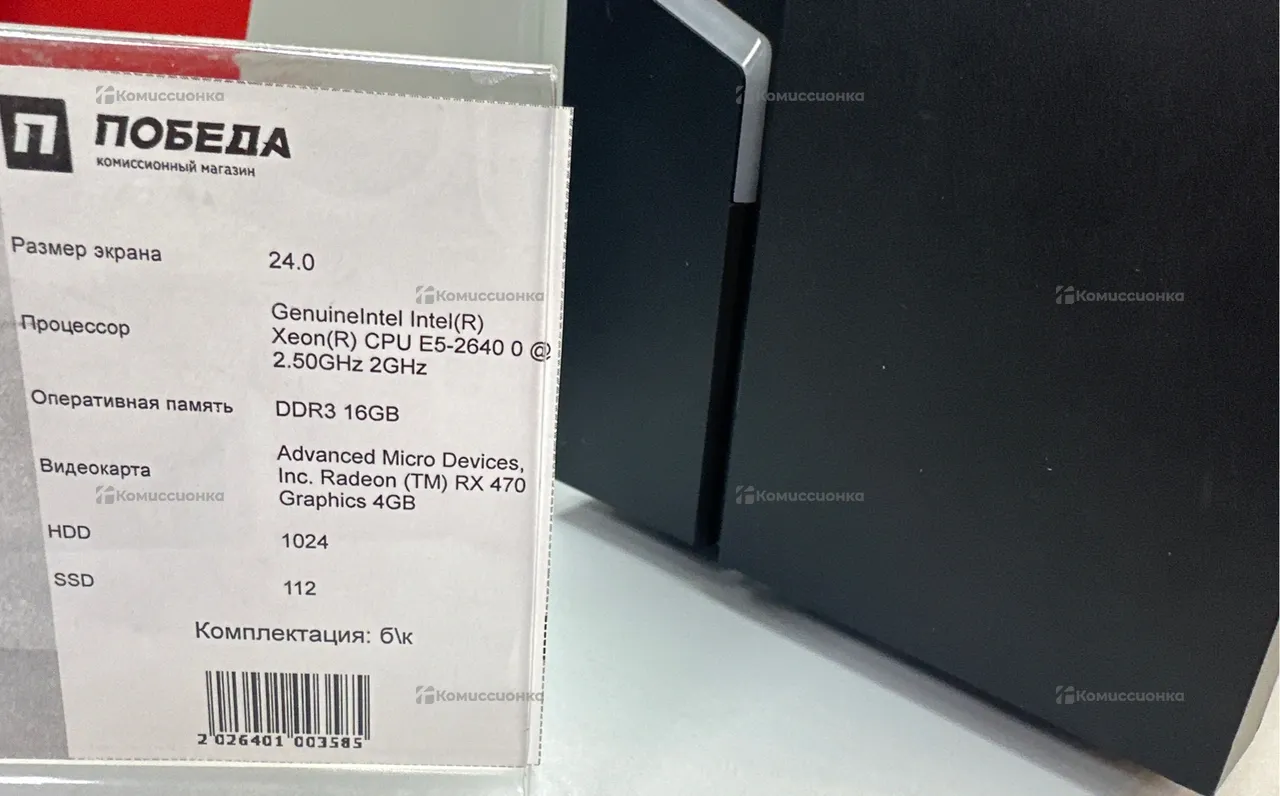 ПОБЕДА
комиссионный магазин
Размер экрана 24.0
Процессор GenuineIntel Intel(R)
Xeon(R) CPU E5-2640 0 @
2.50GHz 2GHz
Оперативная память DDR3 16GB
Видеокарта Advanced Micro Devices,
Inc. Radeon (TM) RX 470
Graphics 4GB
HDD 1024
SSD 112
Комплектация: б\к
2 026401 003585
Комиссионка
Комиссионка
Комиссионка
Комиссионка
Комиссионка
Комиссионка
Комиссионка
Комиссионка